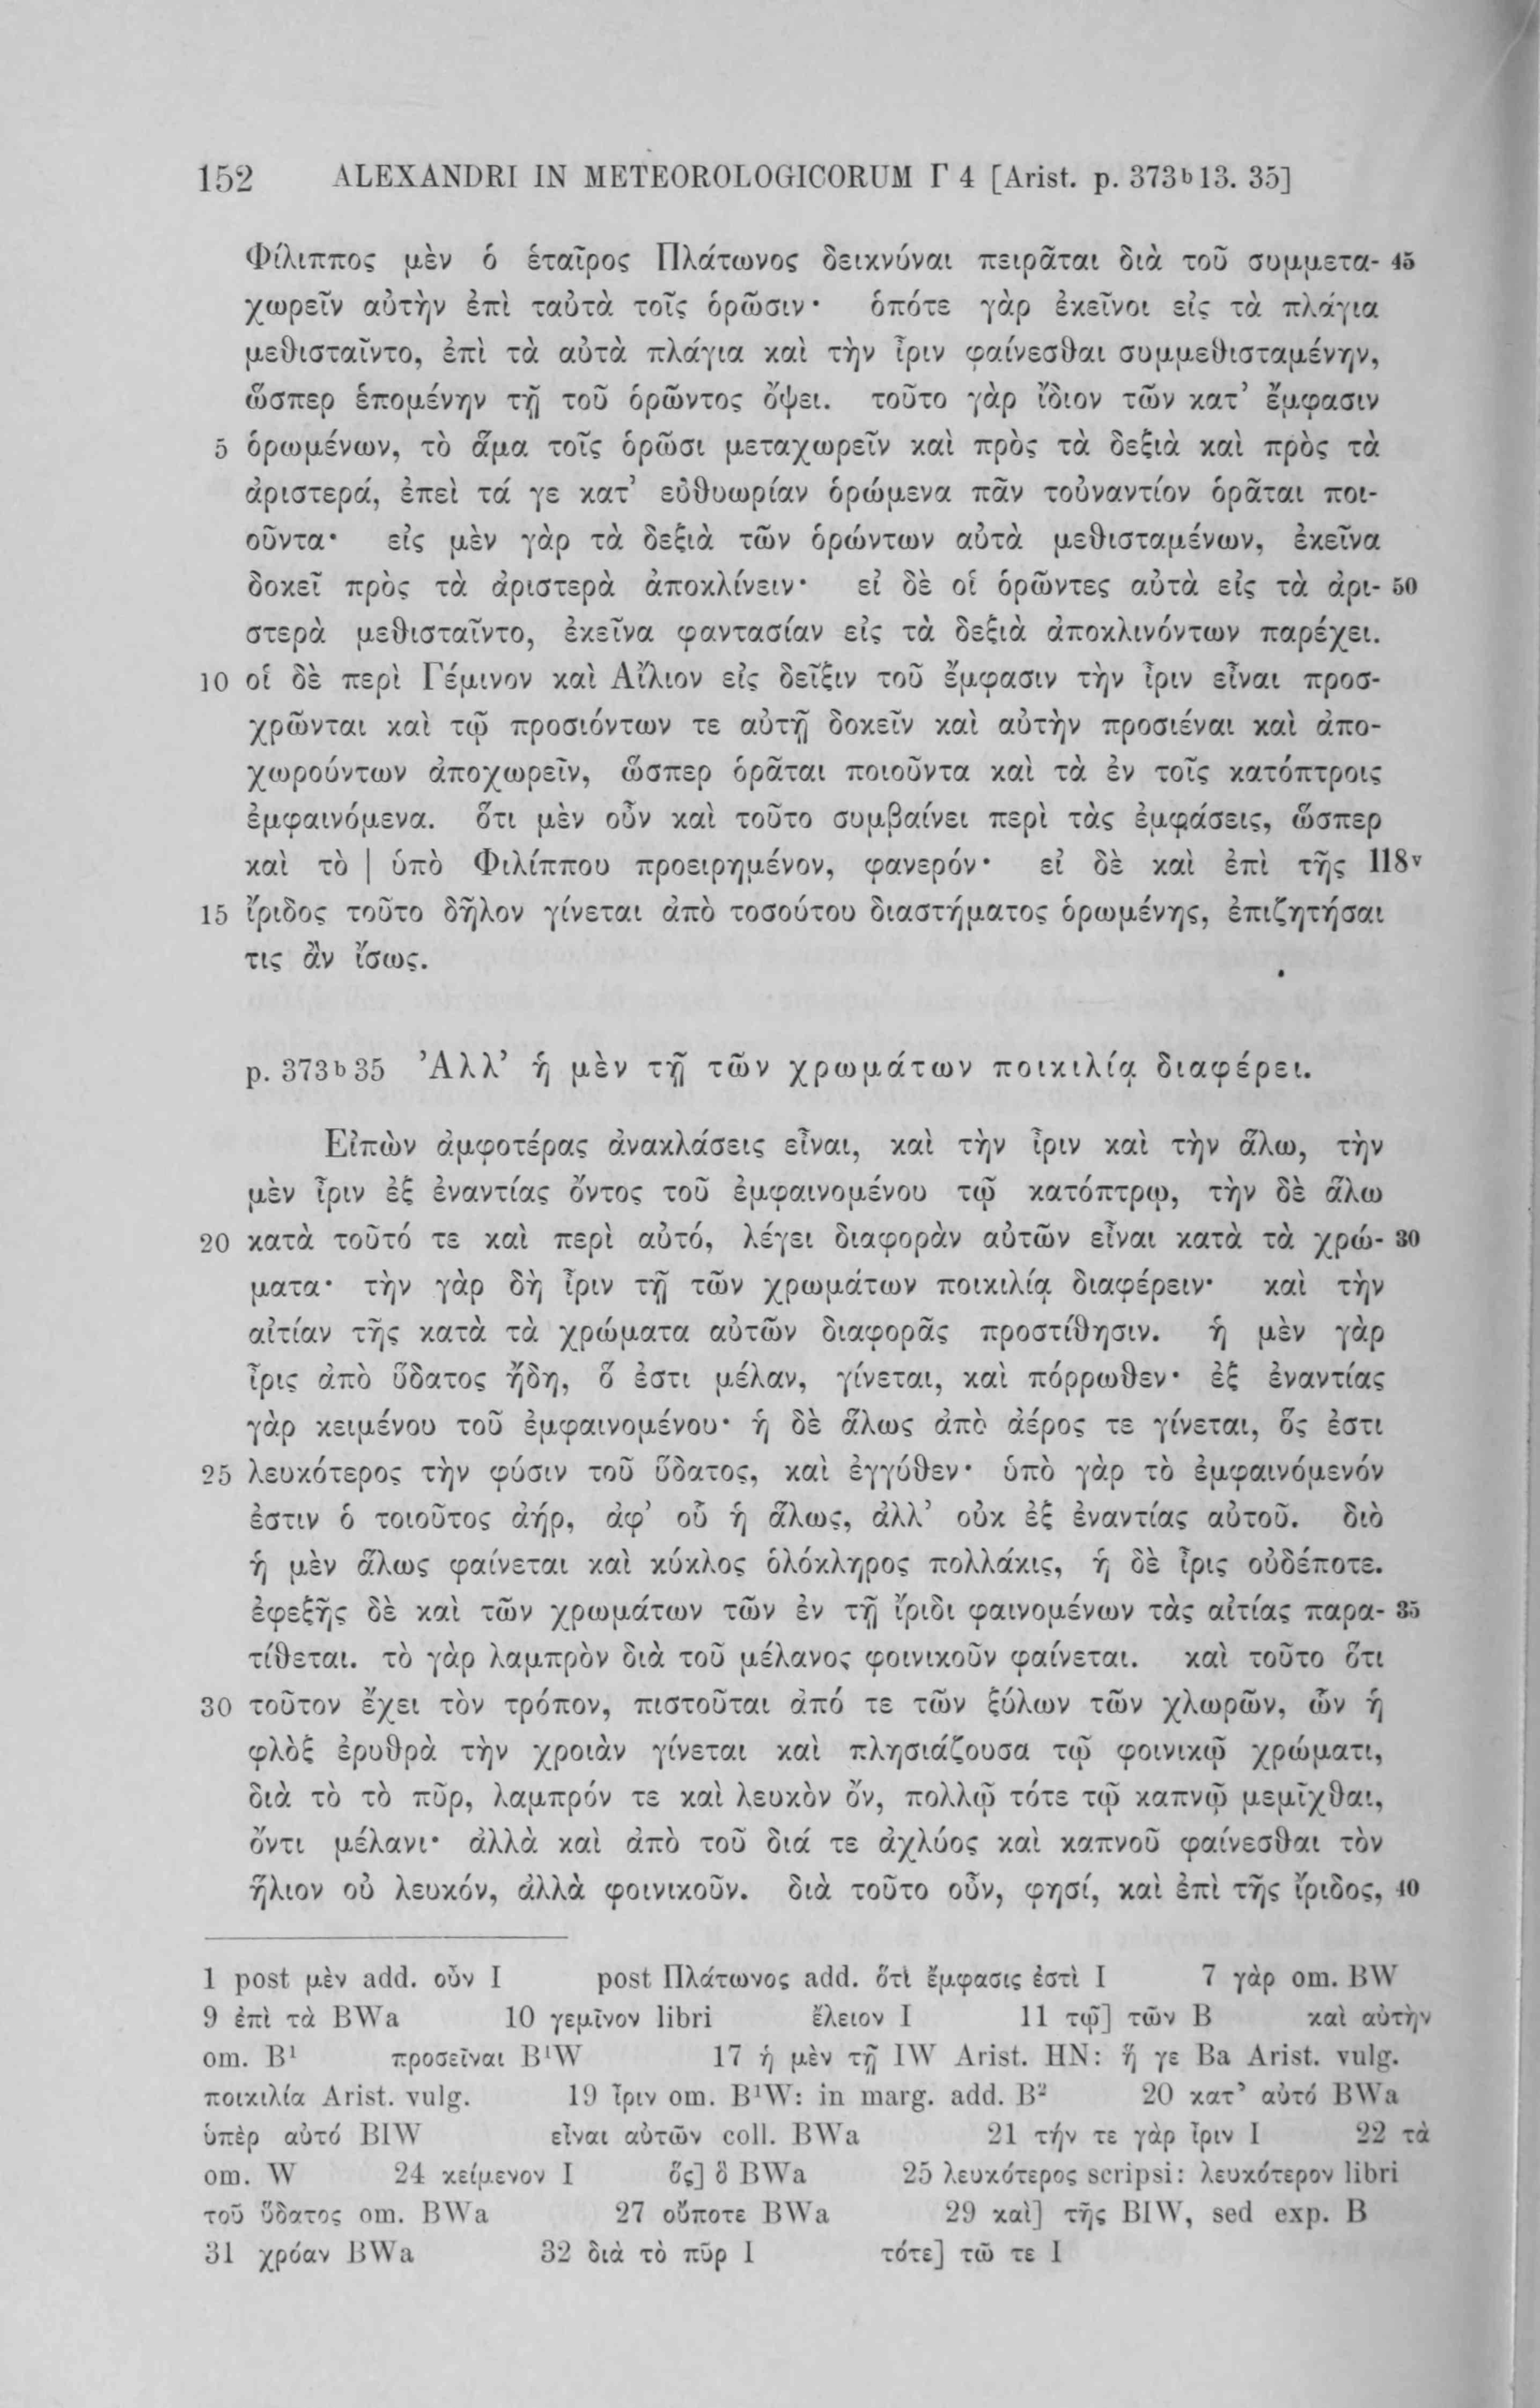 152 ALEXANDRI IN METEOROLOGICORUM Γ 4 [Arist. p. 373b13. 35]
Φίλιππος μὲν ὁ ἑταῖρος Πλάτωνος δεικνύναι πειρᾶται διὰ τοῦ συμμετα- 45
χωρεῖν αὐτὴν ἐπὶ ταὐτὰ τοῖς ὁρῶσιν· ὁπότε γὰρ ἐκεῖνοι εἰς τὰ πλάγια
μεθισταῖντο, ἐπὶ τὰ αὐτὰ πλάγια καὶ τὴν ἶριν φαίνεσθαι συμμεθισταμένην,
ὥσπερ ἑπομένην τῇ τοῦ ὁρῶντος ὄψει. τοῦτο γὰρ ἴδιον τῶν κατ’ ἔμφασιν
5 ὁρωμένων, τὸ ἅμα τοῖς ὁρῶσι μεταχωρεῖν καὶ πρὸς τὰ δεξιὰ καὶ πρὸς τὰ
ἀριστερά, ἐπεὶ τά γε κατ’ εὐθυωρίαν ὁρώμενα πᾶν τοὐναντίον ὁρᾶται ποι-
οῦντα· εἰς μὲν γὰρ τὰ δεξιὰ τῶν ὁρώντων αὐτὰ μεθισταμένων, ἐκεῖνα
δοκεῖ πρὸς τὰ ἀριστερὰ ἀποκλίνειν· εἰ δὲ οἱ ὁρῶντες αὐτὰ εἰς τὰ ἀρι- 50
στερὰ μεθισταῖντο, ἐκεῖνα φαντασίαν εἰς τὰ δεξιὰ ἀποκλινόντων παρέχει.
10 οἱ δὲ περὶ Γέμινον καὶ Αἴλιον εἰς δεῖξιν τοῦ ἔμφασιν τὴν ἶριν εἶναι προσ-
χρῶνται καὶ τῷ προσιόντων τε αὐτῇ δοκεῖν καὶ αὐτὴν προσιέναι καὶ ἀπο-
χωρούντων ἀποχωρεῖν, ὥσπερ ὁρᾶται ποιοῦντα καὶ τὰ ἐν τοῖς κατόπτροις
ἐμφαινόμενα. ὅτι μὲν οὖν καὶ τοῦτο συμβαίνει περὶ τὰς ἐμφάσεις, ὥσπερ
καὶ τὸ | ὑπὸ Φιλίππου προειρημένον, φανερόν· εἰ δὲ καὶ ἐπὶ τῆς 118v
15 ἴριδος τοῦτο δῆλον γίνεται ἀπὸ τοσούτου διαστήματος ὁρωμένης, ἐπιζητήσαι
τις ἂν ἴσως.
p. 373b35 Ἀλλ’ ἡ μὲν τῇ τῶν χρωμάτων ποικιλίᾳ διαφέρει.
Εἰπὼν ἀμφοτέρας ἀνακλάσεις εἶναι, καὶ τὴν ἶριν καὶ τὴν ἅλω, τὴν
μὲν ἶριν ἐξ ἐναντίας ὄντος τοῦ ἐμφαινομένου τῷ κατόπτρῳ, τὴν δὲ ἅλω
20 κατὰ τοῦτό τε καὶ περὶ αὐτό, λέγει διαφορὰν αὐτῶν εἶναι κατὰ τὰ χρώ- 30
ματα· τὴν γὰρ δὴ ἶριν τῇ τῶν χρωμάτων ποικιλίᾳ διαφέρειν· καὶ τὴν
αἰτίαν τῆς κατὰ τὰ χρώματα αὐτῶν διαφορᾶς προστίθησιν. ἡ μὲν γὰρ
ἶρις ἀπὸ ὕδατος ἤδη, ὅ ἐστι μέλαν, γίνεται, καὶ πόρρωθεν· ἐξ ἐναντίας
γὰρ κειμένου τοῦ ἐμφαινομένου· ἡ δὲ ἅλως ἀπὸ ἀέρος τε γίνεται, ὅς ἐστι
25 λευκότερος τὴν φύσιν τοῦ ὕδατος, καὶ ἐγγύθεν· ὑπὸ γὰρ τὸ ἐμφαινόμενόν
ἐστιν ὁ τοιοῦτος ἀήρ, ἀφ’ οὗ ἡ ἅλως, ἀλλ’ οὐκ ἐξ ἐναντίας αὐτοῦ. διὸ
ἡ μὲν ἅλως φαίνεται καὶ κύκλος ὁλόκληρος πολλάκις, ἡ δὲ ἶρις οὐδέποτε.
ἐφεξῆς δὲ καὶ τῶν χρωμάτων τῶν ἐν τῇ ἴριδι φαινομένων τὰς αἰτίας παρα- 35
τίθεται. τὸ γὰρ λαμπρὸν διὰ τοῦ μέλανος φοινικοῦν φαίνεται. καὶ τοῦτο ὅτι
30 τοῦτον ἔχει τὸν τρόπον, πιστοῦται ἀπό τε τῶν ξύλων τῶν χλωρῶν, ὧν ἡ
φλὸξ ἐρυθρὰ τὴν χροιὰν γίνεται καὶ πλησιάζουσα τῷ φοινικῷ χρώματι,
διὰ τὸ τὸ πῦρ, λαμπρόν τε καὶ λευκὸν ὄν, πολλῷ τότε τῷ καπνῷ μεμῖχθαι,
ὄντι μέλανι· ἀλλὰ καὶ ἀπὸ τοῦ διά τε ἀχλύος καὶ καπνοῦ φαίνεσθαι τὸν
ἥλιον οὐ λευκόν, ἀλλὰ φοινικοῦν. διὰ τοῦτο οὖν, φησί, καὶ ἐπὶ τῆς ἴριδος, 40
1 post μὲν add. οὖν I post Πλάτωνος add. ὅτι ἔμφασις ἐστὶ I 7 γὰρ om. BW
9 ἐπὶ τὰ BWa 10 γεμῖνον libri ἔλειον I 11 τῷ] τῶν B καὶ αὐτὴν
om. B¹ προσεῖναι B¹W 17 ἡ μὲν τῇ IW Arist. HN: ἥ γε Ba Arist. vulg.
ποικιλία Arist. vulg. 19 ἶριν om. B¹W: in marg. add. B² 20 κατ’ αὐτό BWa
ὑπὲρ αὐτό BIW εἶναι αὐτῶν coll. BWa 21 τήν τε γὰρ ἶριν I 22 τὰ
om. W 24 κείμενον I ὅς] ὃ BWa 25 λευκότερος scripsi: λευκότερον libri
τοῦ ὕδατος om. BWa 27 οὔποτε BWa 29 καὶ] τῆς BIW, sed exp. B
31 χρόαν BWa 32 διὰ τὸ πῦρ I τότε] τῶ τε I